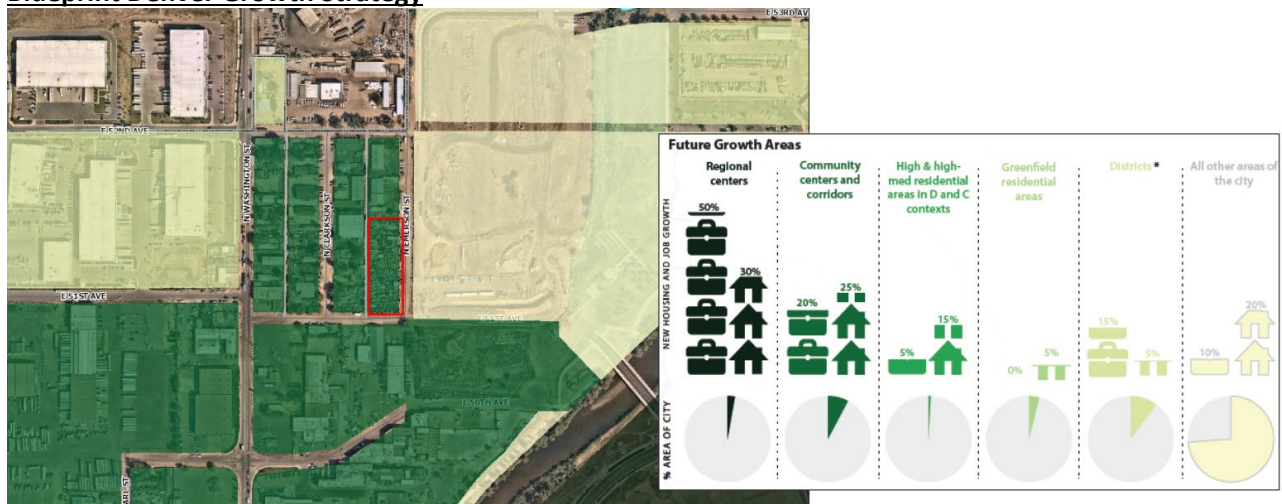 Blueprint Denver Growth Strategy
E 53RD AV
E 52ND AVE
N WASHINGTON ST
N CLARKSON ST
N EMERSON ST
E 51ST AVE
E 51ST AVE
E 50TH AVE
ARL ST
Future Growth Areas
Regional
centers
Community
centers and
corridors
High & high-
med residential
areas in D and C
contexts
Greenfield
residential
areas
Districts *
All other areas of
the city
NEW HOUSING AND JOB GROWTH
50%
30%
20%
25%
5%
15%
0%
5%
15%
5%
10%
20%
% AREA OF CITY